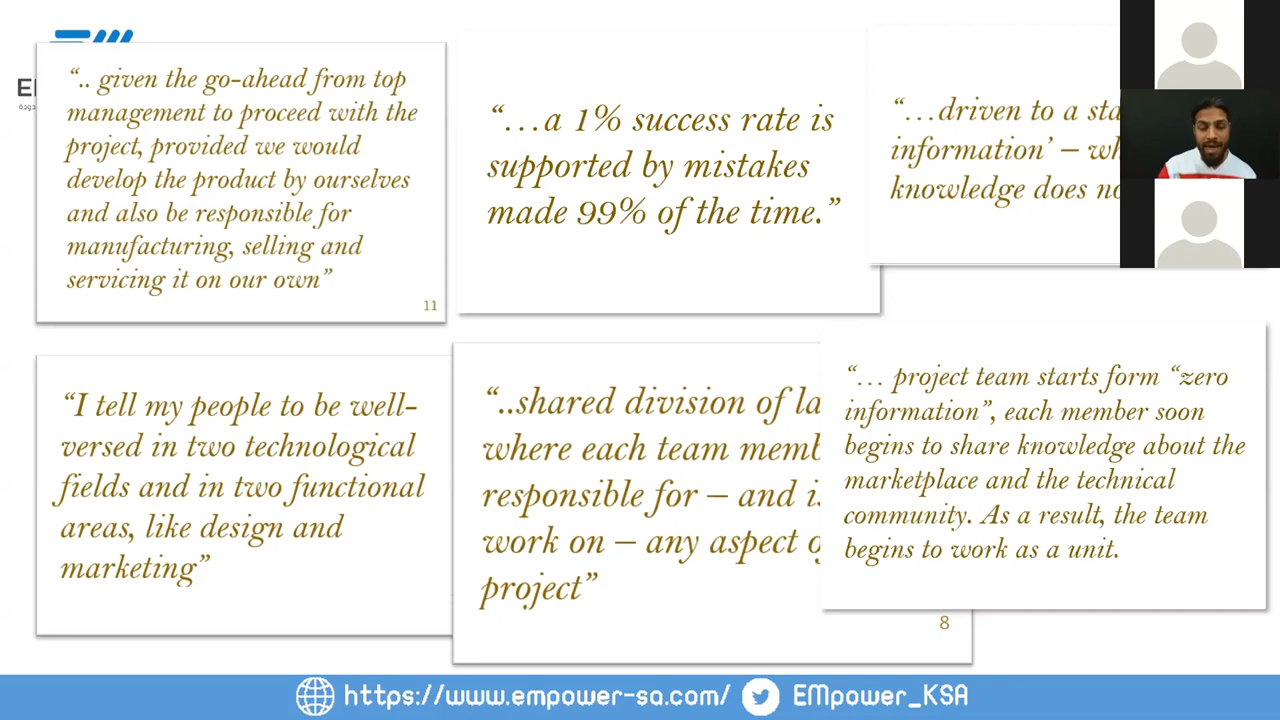 “.. given the go-ahead from top
management to proceed with the
project, provided we would
develop the product by ourselves
and also be responsible for
manufacturing, selling and
servicing it on our own”
11
“...a 1% success rate is
supported by mistakes
made 99% of the time.”
“...driven to a
information’ –
knowledge does
“I tell my people to be well-
versed in two technological
fields and in two functional
areas, like design and
marketing”
“..shared division of
where each team
responsible for – and
work on – any aspect
project”
8
“... project team starts form “zero
information”, each member soon
begins to share knowledge about the
marketplace and the technical
community. As a result, the team
begins to work as a unit.
https://www.empower-sa.com/ EMpower_KSA